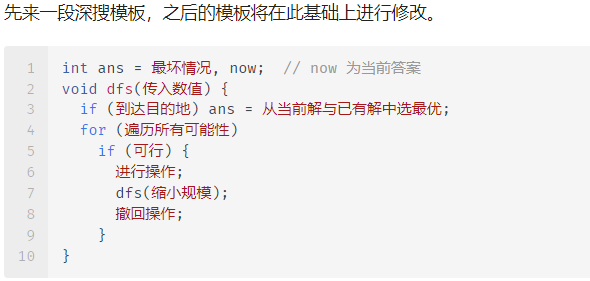 先来一段深搜模板，之后的模板将在此基础上进行修改。
1 int ans = 最坏情况, now;  // now 为当前答案
2 void dfs(传入数值) {
3   if (到达目的地) ans = 从当前解与已有解中选最优;
4   for (遍历所有可能性)
5     if (可行) {
6       进行操作;
7       dfs(缩小规模);
8       撤回操作;
9     }
10 }